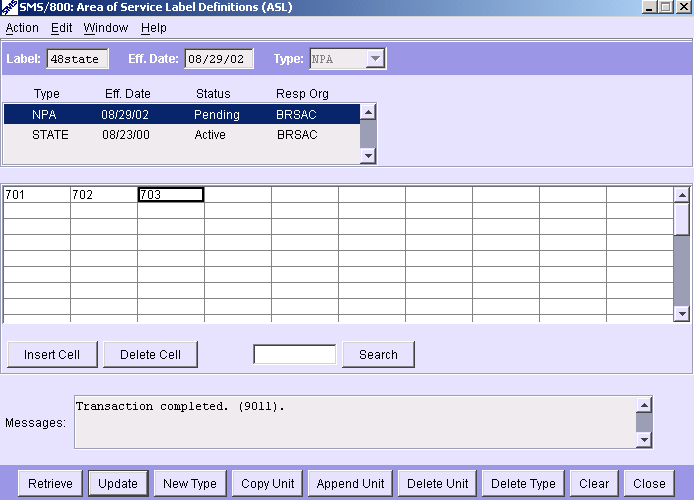 SMS/800: Area of Service Label Definitions (ASL)
Action Edit Window Help
Label: 48state Eff. Date: 08/29/02 Type: NPA
Type Eff. Date Status Resp Org
NPA 08/29/02 Pending BRSAC
STATE 08/23/00 Active BRSAC
701 702 703
Insert Cell Delete Cell Search
Transaction completed. (9011).
Messages:
Retrieve Update New Type Copy Unit Append Unit Delete Unit Delete Type Clear Close